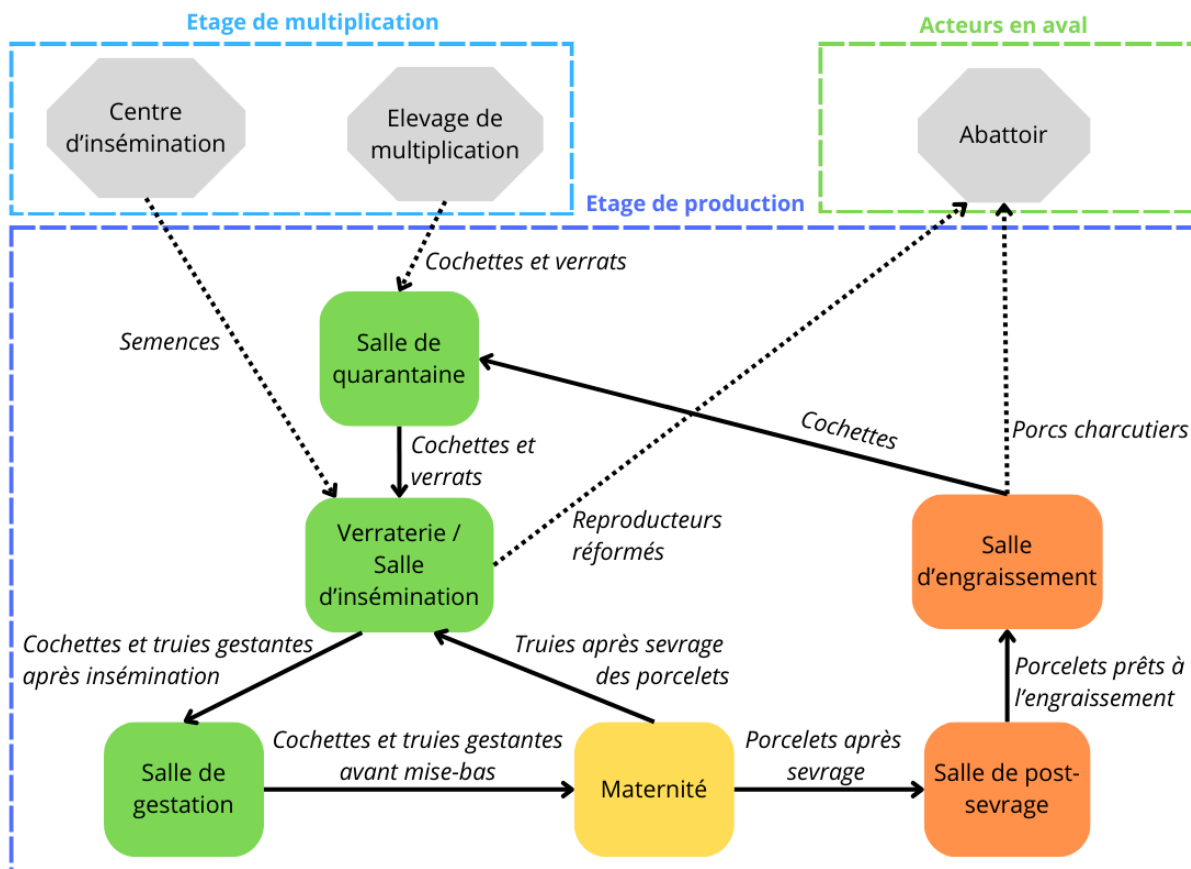 Etage de multiplication
Acteurs en aval
Centre
d'insémination
Elevage de
multiplication
Abattoir
Etage de production
Cochettes et verrats
Semences
Salle de
quarantaine
Cochettes
Porcs charcutiers
Cochettes et
verrats
Verraterie /
Salle
d'insémination
Reproducteurs
réformés
Salle
d'engraissement
Cochettes et truies gestantes
après insémination
Truies après sevrage
des porcelets
Porcelets prêts à
l'engraissement
Salle de
gestation
Cochettes et truies gestantes
avant mise-bas
Maternité
Porcelets après
sevrage
Salle de post-
sevrage